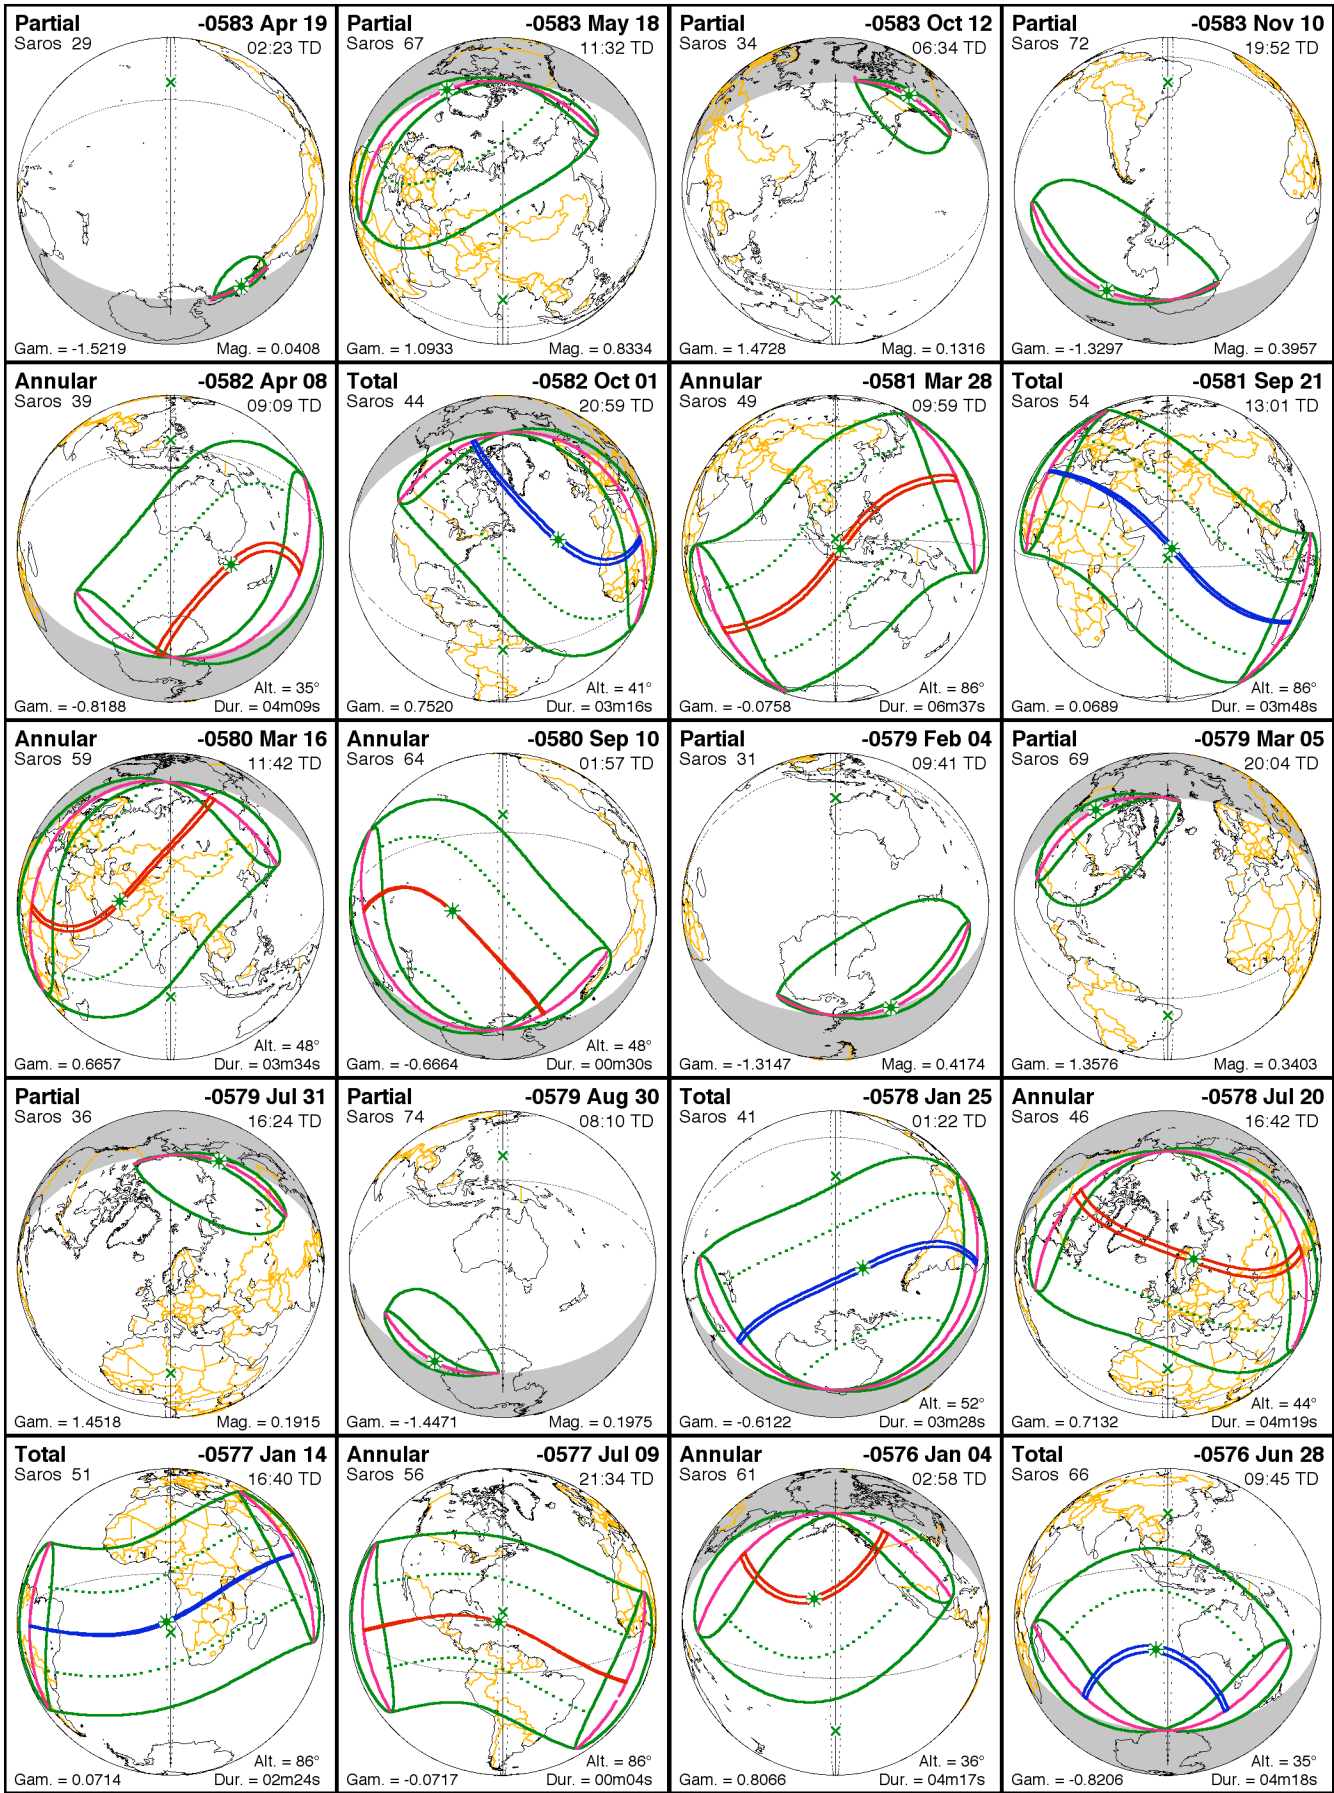 Partial -0583 Apr 19
Saros 29 02:23 TD
Gam. = -1.5219 Mag. = 0.0408
Partial -0583 May 18
Saros 67 11:32 TD
Gam. = 1.0933 Mag. = 0.8334
Partial -0583 Oct 12
Saros 34 06:34 TD
Gam. = 1.4728 Mag. = 0.1316
Partial -0583 Nov 10
Saros 72 19:52 TD
Gam. = -1.3297 Mag. = 0.3957
Annular -0582 Apr 08
Saros 39 09:09 TD
Alt. = 35°
Gam. = -0.8188 Dur. = 04m09s
Total -0582 Oct 01
Saros 44 20:59 TD
Alt. = 41°
Gam. = 0.7520 Dur. = 03m16s
Annular -0581 Mar 28
Saros 49 09:59 TD
Alt. = 86°
Gam. = -0.0758 Dur. = 06m37s
Total -0581 Sep 21
Saros 54 13:01 TD
Alt. = 86°
Gam. = 0.0689 Dur. = 03m48s
Annular -0580 Mar 16
Saros 59 11:42 TD
Alt. = 48°
Gam. = 0.6657 Dur. = 03m34s
Annular -0580 Sep 10
Saros 64 01:57 TD
Alt. = 48°
Gam. = -0.6664 Dur. = 00m30s
Partial -0579 Feb 04
Saros 31 09:41 TD
Gam. = -1.3147 Mag. = 0.4174
Partial -0579 Mar 05
Saros 69 20:04 TD
Gam. = 1.3576 Mag. = 0.3403
Partial -0579 Jul 31
Saros 36 16:24 TD
Gam. = 1.4518 Mag. = 0.1915
Partial -0579 Aug 30
Saros 74 08:10 TD
Gam. = -1.4471 Mag. = 0.1975
Total -0578 Jan 25
Saros 41 01:22 TD
Alt. = 52°
Gam. = -0.6122 Dur. = 03m28s
Annular -0578 Jul 20
Saros 46 16:42 TD
Alt. = 44°
Gam. = 0.7132 Dur. = 04m19s
Total -0577 Jan 14
Saros 51 16:40 TD
Alt. = 86°
Gam. = 0.0714 Dur. = 02m24s
Annular -0577 Jul 09
Saros 56 21:34 TD
Alt. = 86°
Gam. = -0.0717 Dur. = 00m04s
Annular -0576 Jan 04
Saros 61 02:58 TD
Alt. = 36°
Gam. = 0.8066 Dur. = 04m17s
Total -0576 Jun 28
Saros 66 09:45 TD
Alt. = 35°
Gam. = -0.8206 Dur. = 04m18s